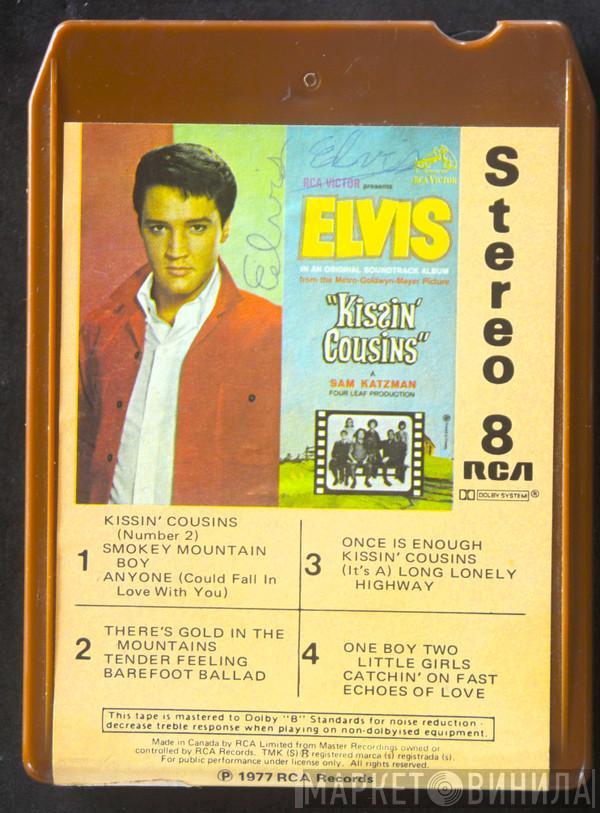 Elvis
Elvis
RCA VICTOR presents
RCA VICTOR
ELVIS
IN AN ORIGINAL SOUNDTRACK ALBUM
from the Metro-Goldwyn-Mayer Picture
"Kissin'
Cousins"
A
SAM KATZMAN
FOUR LEAF PRODUCTION
Stereo 8
RCA
DOLBY SYSTEM ®
1
KISSIN' COUSINS
(Number 2)
SMOKEY MOUNTAIN
BOY
ANYONE (Could Fall In
Love With You)
2
THERE'S GOLD IN THE
MOUNTAINS
TENDER FEELING
BAREFOOT BALLAD
3
ONCE IS ENOUGH
KISSIN' COUSINS
(It's A) LONG LONELY
HIGHWAY
4
ONE BOY TWO
LITTLE GIRLS
CATCHIN' ON FAST
ECHOES OF LOVE
This tape is mastered to Dolby "B" Standards for noise reduction -
decrease treble response when playing on non-dolbyised equipment.
Made in Canada by RCA Limited from Master Recordings owned or
controlled by RCA Records. TMK (S) ® registered marca (s) registrada (s).
For public performance under license only. All rights reserved.
℗ 1977 RCA Records
МАРКЕТ ВИНИЛА